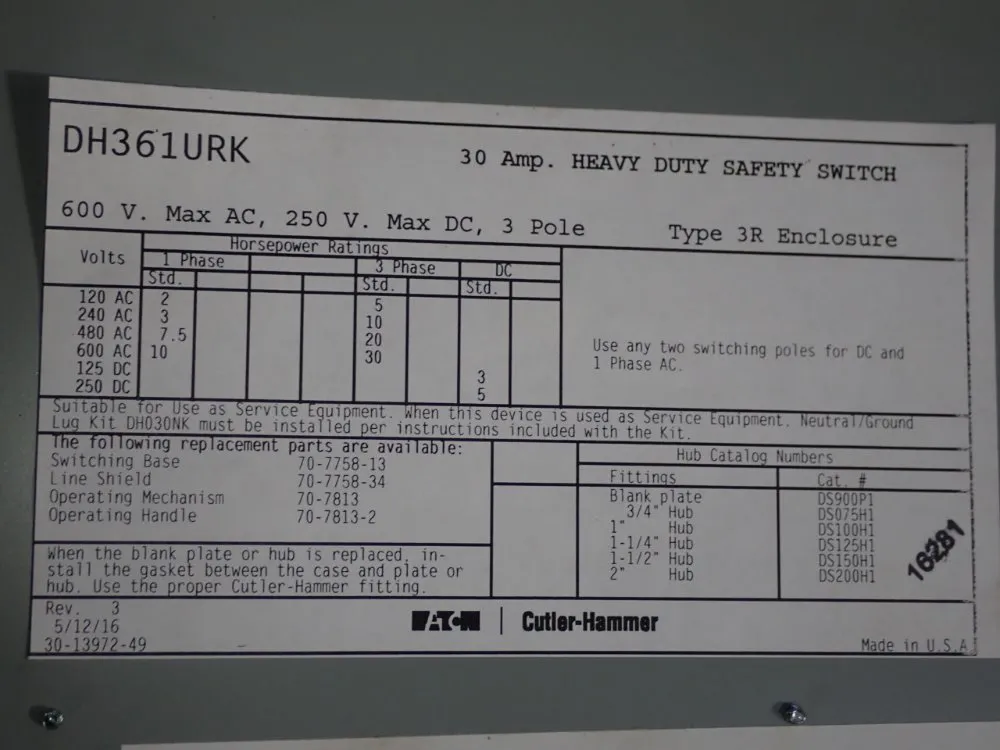 DH361URK
30 Amp. HEAVY DUTY SAFETY SWITCH
600 V. Max AC, 250 V. Max DC, 3 Pole
Type 3R Enclosure
Volts
Horsepower Ratings
1 Phase 3 Phase DC
Std. Std. Std.
120 AC 2
240 AC 3 5
480 AC 7.5 10
600 AC 10 20
30
125 DC 3
250 DC 5
Use any two switching poles for DC and
1 Phase AC.
Suitable for Use as Service Equipment. When this device is used as Service Equipment, Neutral/Ground
Lug Kit DH030NK must be installed per instructions included with the Kit.
The following replacement parts are available:
Switching Base 70-7758-13
Line Shield 70-7758-34
Operating Mechanism 70-7813
Operating Handle 70-7813-2
Hub Catalog Numbers
Fittings Cat. #
Blank plate DS900P1
3/4" Hub DS075H1
1" Hub DS100H1
1-1/4" Hub DS125H1
1-1/2" Hub DS150H1
2" Hub DS200H1
16281
When the blank plate or hub is replaced, in-
stall the gasket between the case and plate or
hub. Use the proper Cutler-Hammer fitting.
Rev. 3
5/12/16
30-13972-49
EATON | Cutler-Hammer
Made in U.S.A